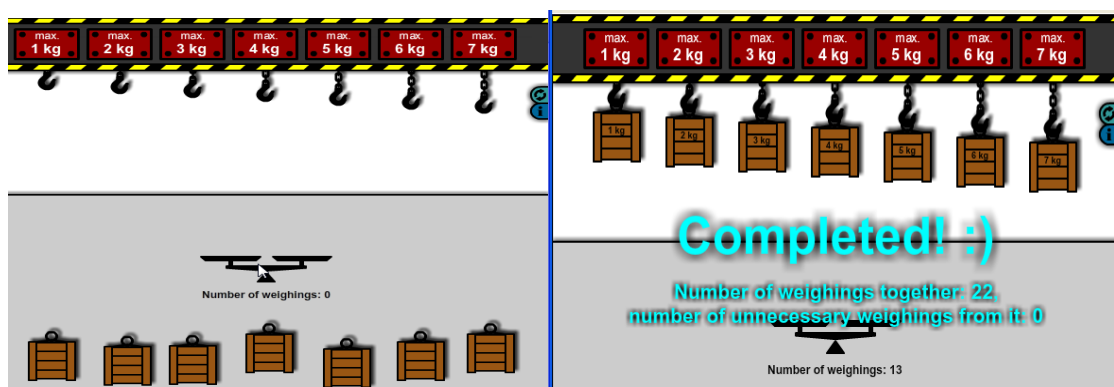 max.
1 kg
max.
2 kg
max.
3 kg
max.
4 kg
max.
5 kg
max.
6 kg
max.
7 kg
Number of weighings: 0
max.
1 kg
max.
2 kg
max.
3 kg
max.
4 kg
max.
5 kg
max.
6 kg
max.
7 kg
1 kg
2 kg
3 kg
4 kg
5 kg
6 kg
7 kg
Completed! :)
Number of weighings together: 22,
number of unnecessary weighings from it: 0
Number of weighings: 13